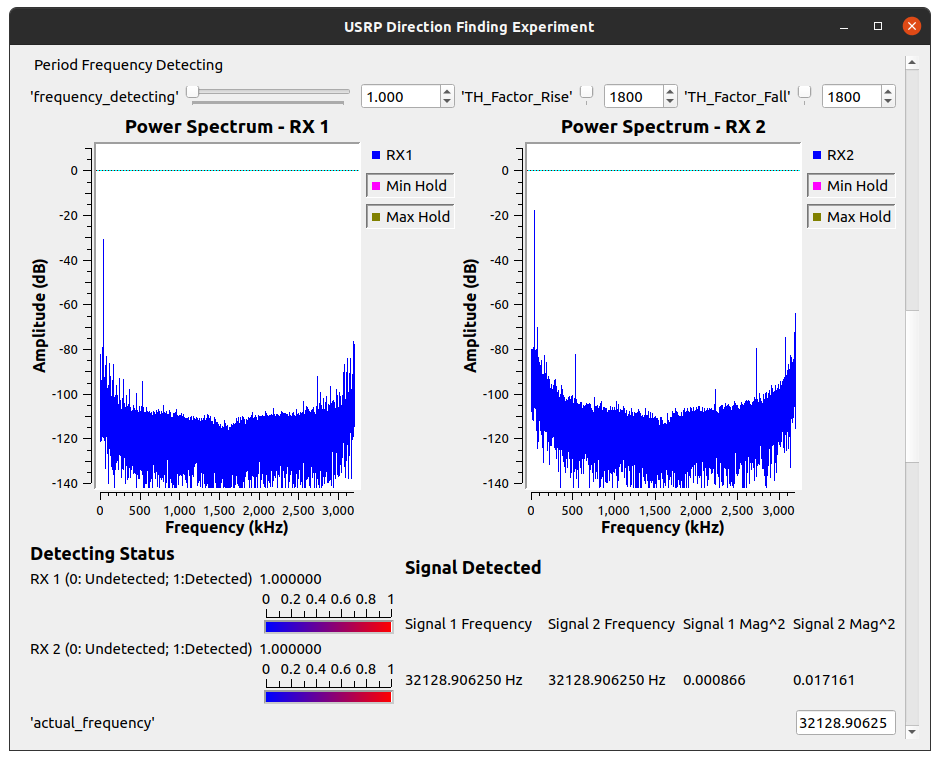 USRP Direction Finding Experiment
Period Frequency Detecting
'frequency_detecting' 1.000 'TH_Factor_Rise' 1800 'TH_Factor_Fall' 1800
Power Spectrum - RX 1
Amplitude (dB)
0
-20
-40
-60
-80
-100
-120
-140
0 500 1,000 1,500 2,000 2,500 3,000
Frequency (kHz)
RX1
Min Hold
Max Hold
Power Spectrum - RX 2
Amplitude (dB)
0
-20
-40
-60
-80
-100
-120
-140
0 500 1,000 1,500 2,000 2,500 3,000
Frequency (kHz)
RX2
Min Hold
Max Hold
Detecting Status
RX 1 (0: Undetected; 1:Detected) 1.000000
0 0.2 0.4 0.6 0.8 1
RX 2 (0: Undetected; 1:Detected) 1.000000
0 0.2 0.4 0.6 0.8 1
Signal Detected
Signal 1 Frequency Signal 2 Frequency Signal 1 Mag^2 Signal 2 Mag^2
32128.906250 Hz 32128.906250 Hz 0.000866 0.017161
'actual_frequency' 32128.90625